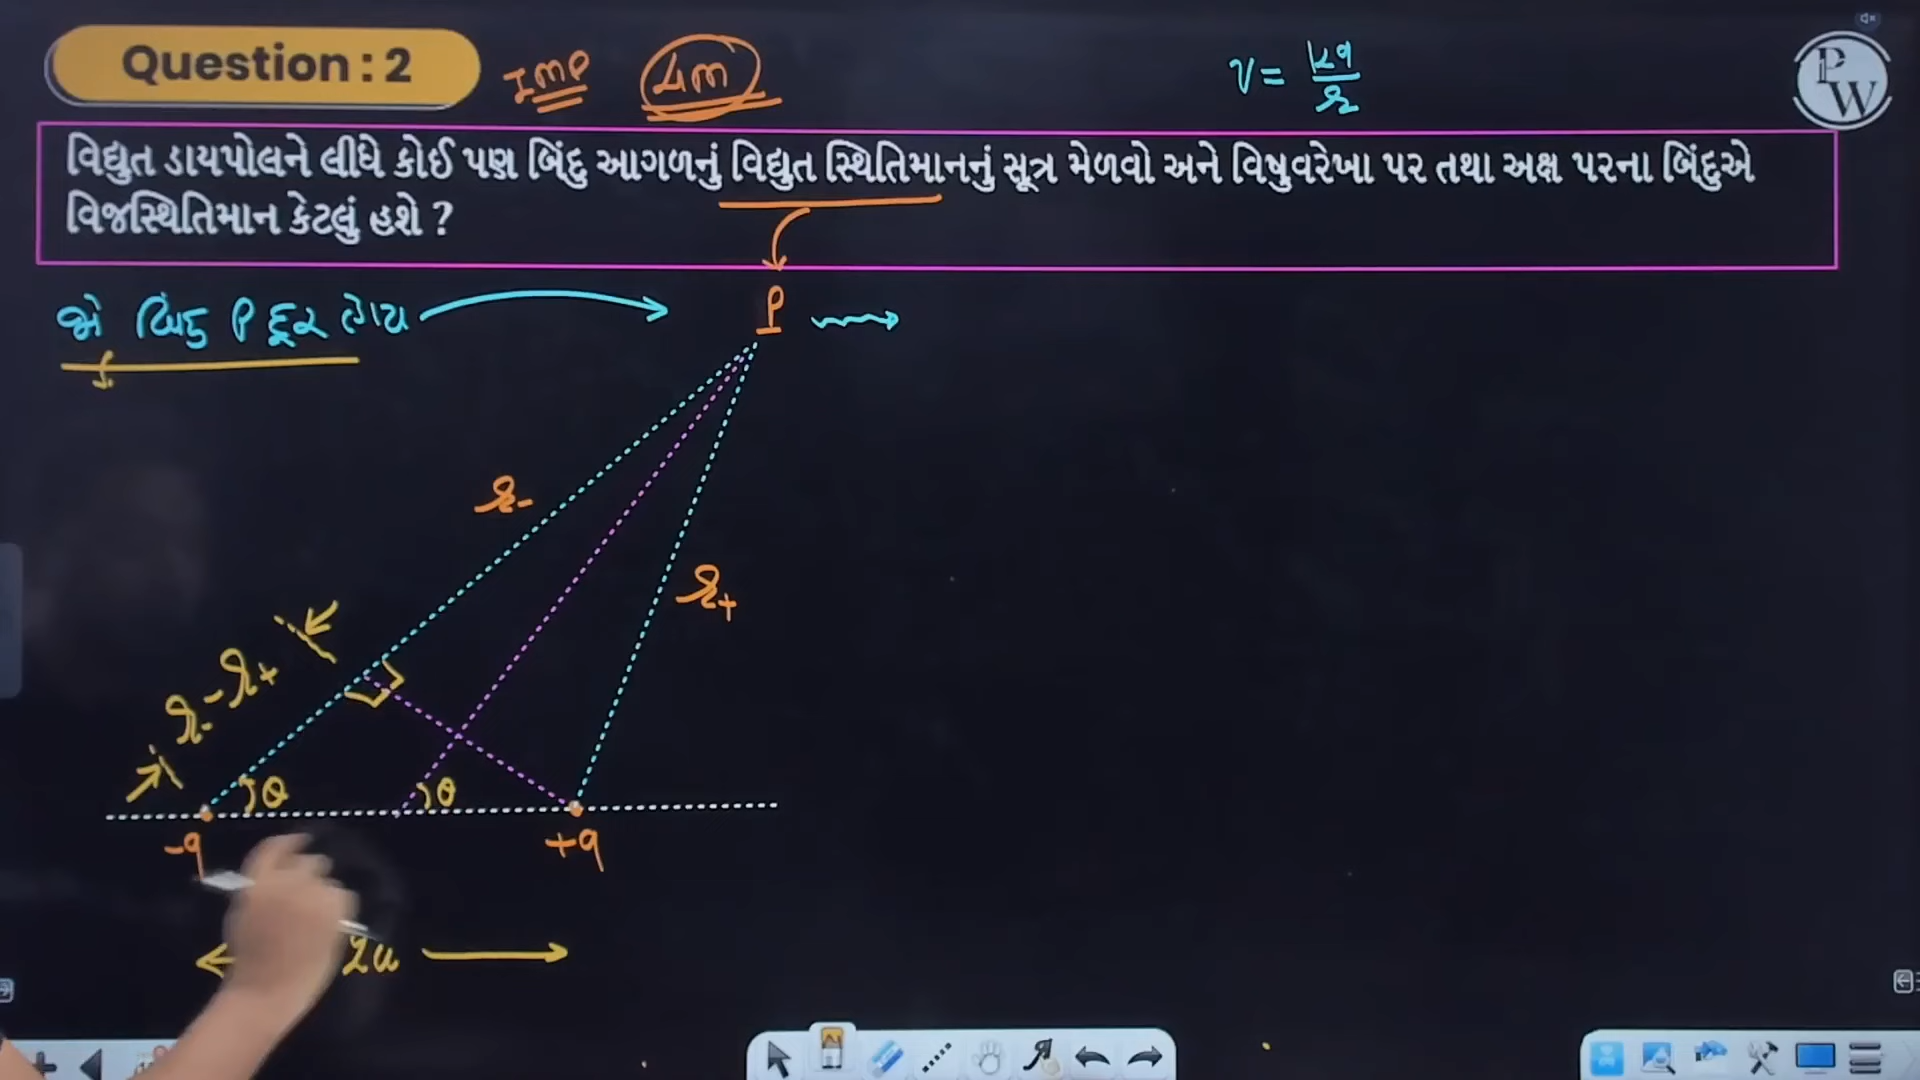 Question : 2
IMP 4m
V = kq/r
PW
વિદ્યુત ડાયપોલને લીધે કોઈ પણ બિંદુ આગળનું વિદ્યુત સ્થિતિમાનનું સૂત્ર મેળવો અને વિષુવરેખા પર તથા અક્ષ પરના બિંદુએ
વિજસ્થિતિમાન કેટલું હશે ?
જો બિંદુ P દૂર હોય
P
r-
r+
r- - r+
θ θ
-q +q
2a